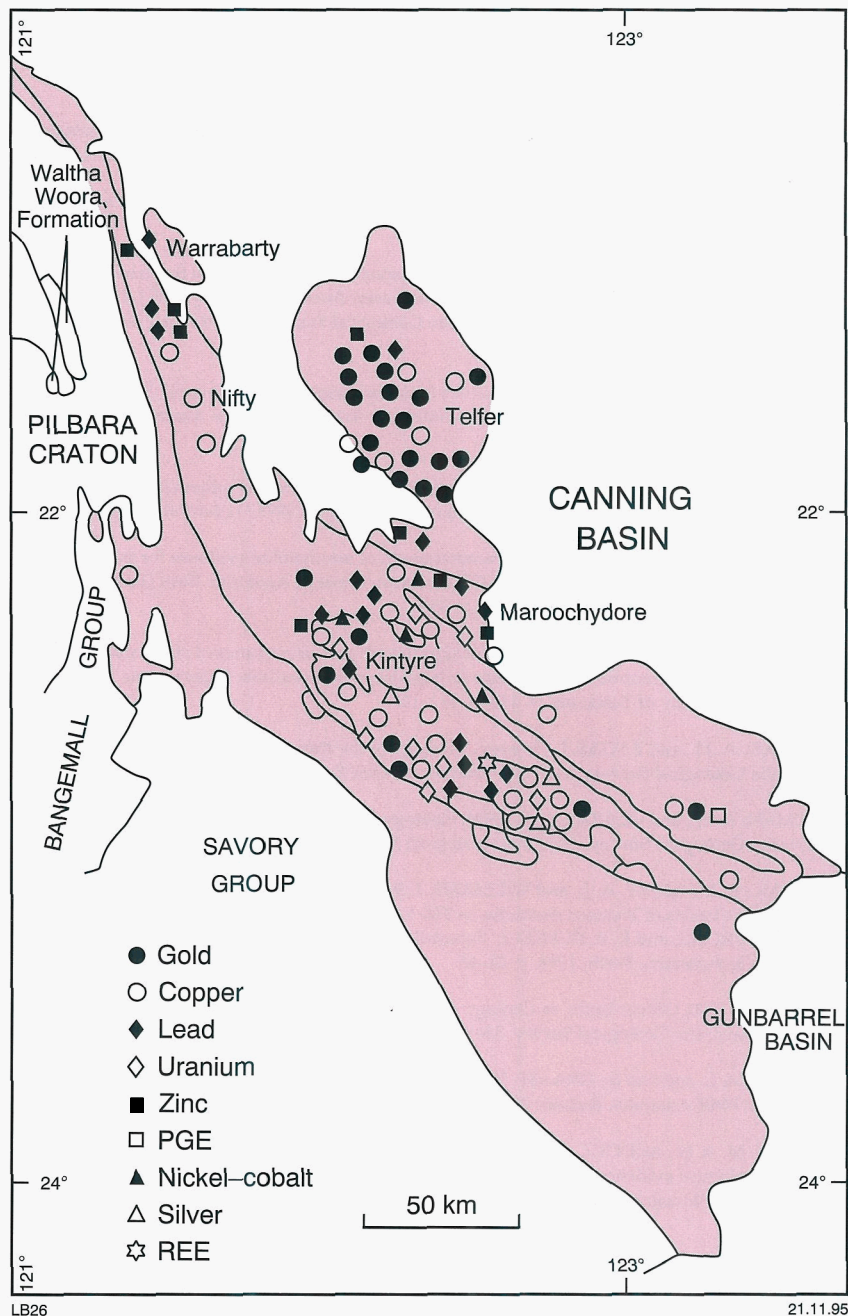 121°
123°
Waltha
Woora
Formation
Warrabarty
Nifty
Telfer
PILBARA
CRATON
CANNING
BASIN
22°
22°
GROUP
Maroochydore
Kintyre
BANGEMALL
SAVORY
GROUP
Gold
Copper
Lead
Uranium
Zinc
PGE
Nickel–cobalt
Silver
REE
GUNBARREL
BASIN
24°
24°
50 km
121°
123°
LB26
21.11.95